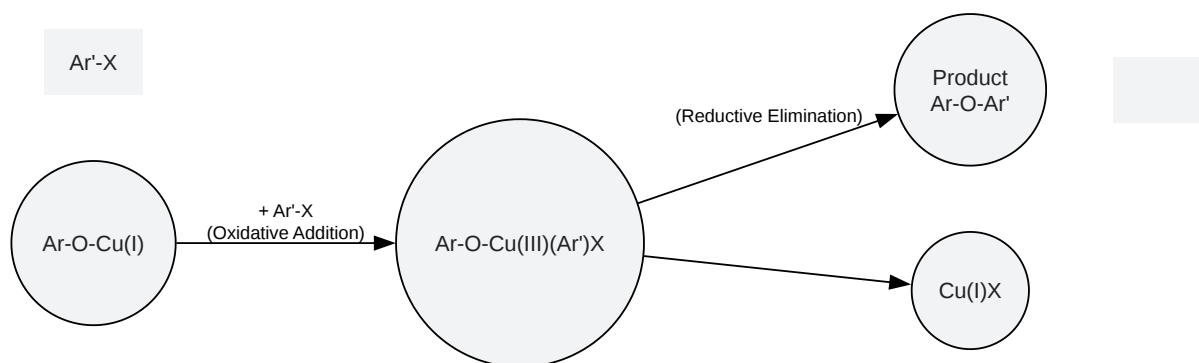 Ar'-X
Product
Ar-O-Ar'
(Reductive Elimination)
+ Ar'-X
(Oxidative Addition)
Ar-O-Cu(I)
Ar-O-Cu(III)(Ar')X
Cu(I)X